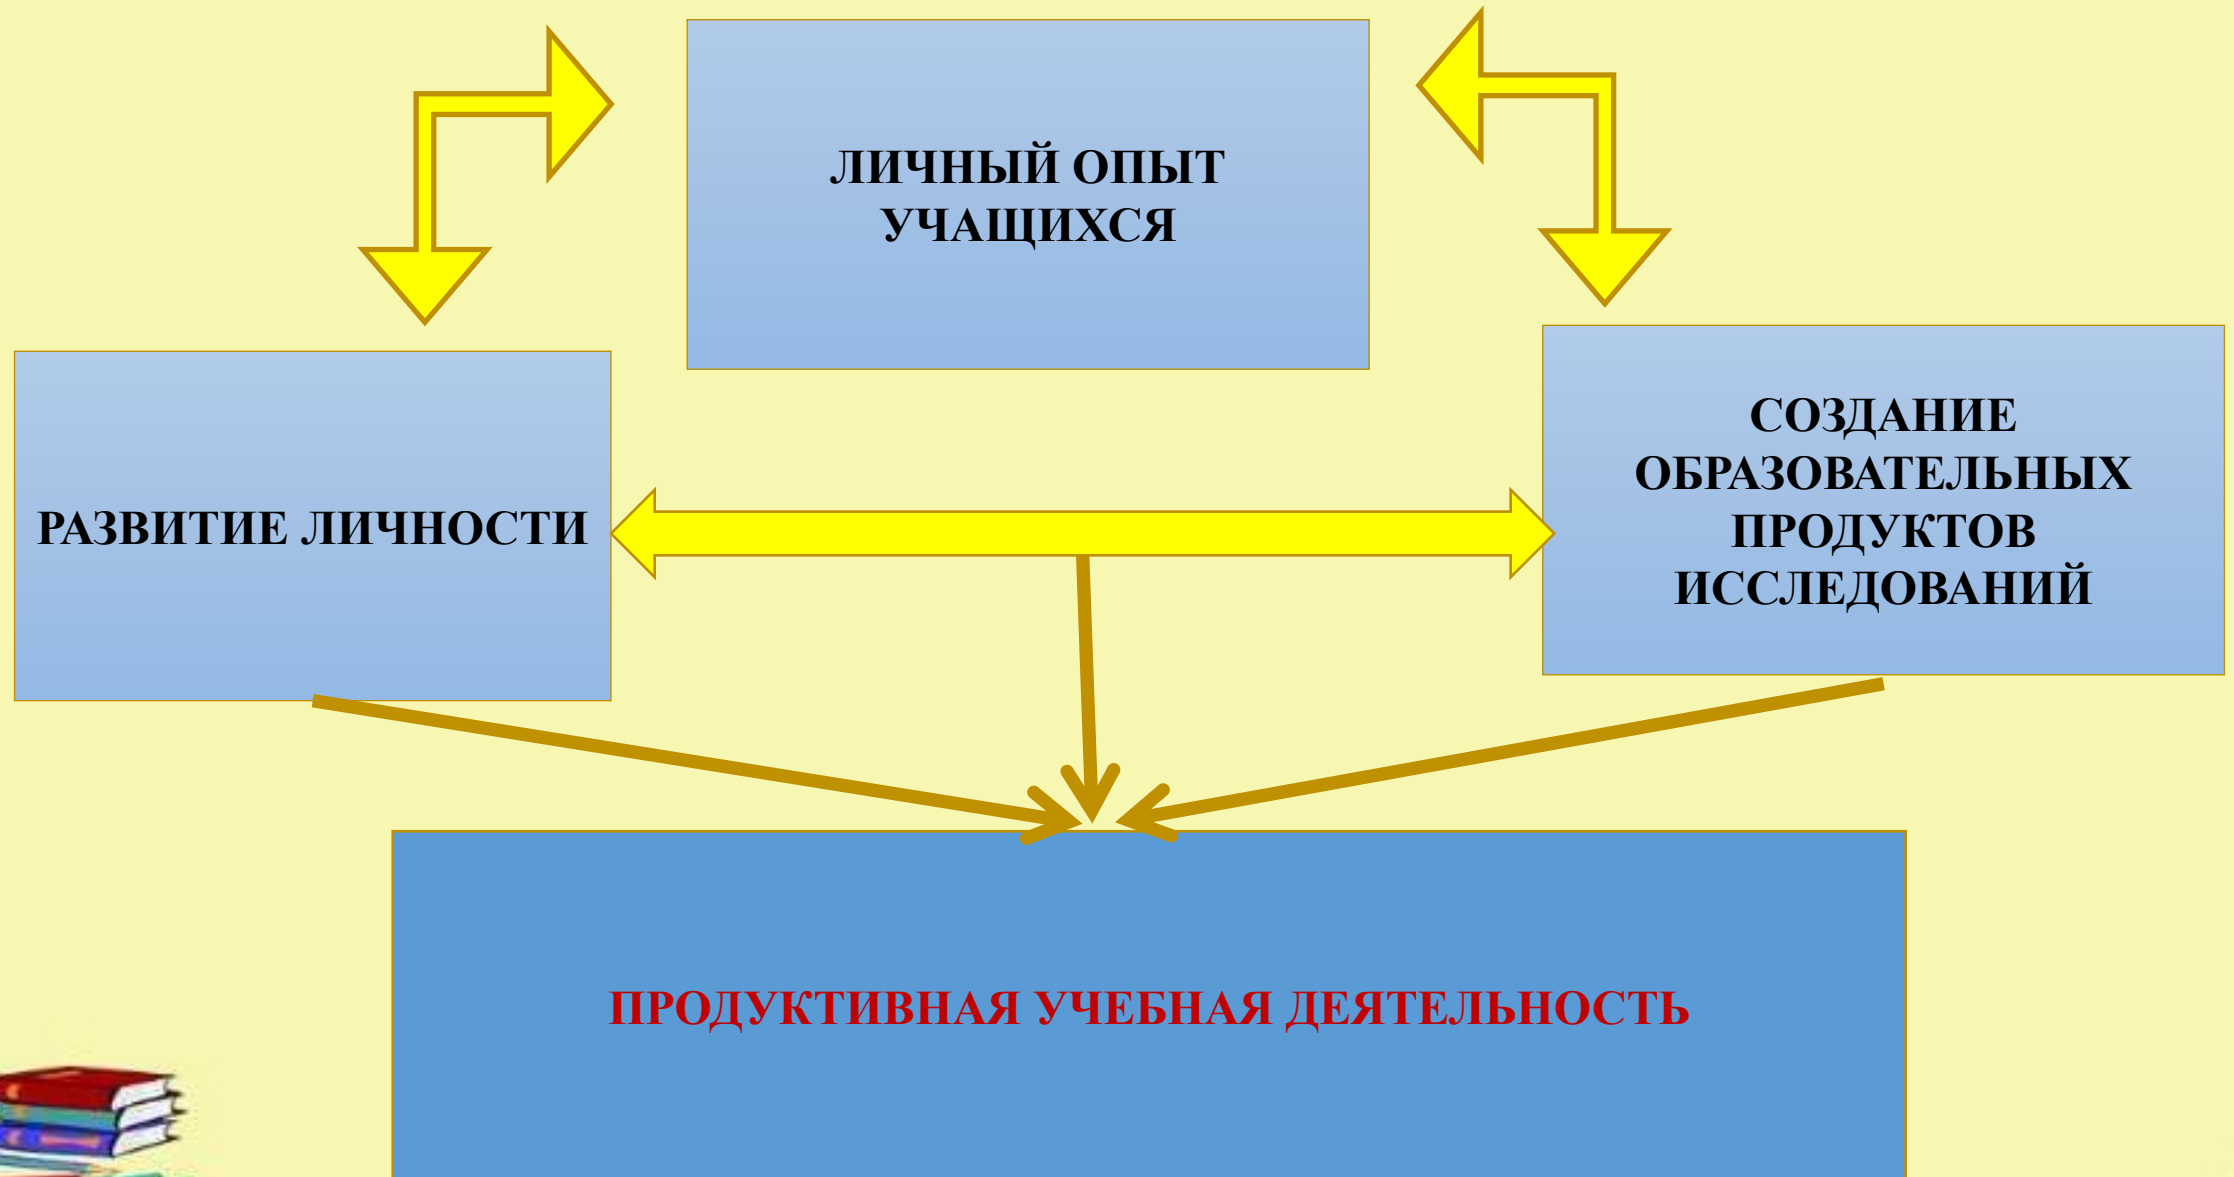 ЛИЧНЫЙ ОПЫТ
УЧАЩИХСЯ
РАЗВИТИЕ ЛИЧНОСТИ
СОЗДАНИЕ
ОБРАЗОВАТЕЛЬНЫХ
ПРОДУКТОВ
ИССЛЕДОВАНИЙ
ПРОДУКТИВНАЯ УЧЕБНАЯ ДЕЯТЕЛЬНОСТЬ